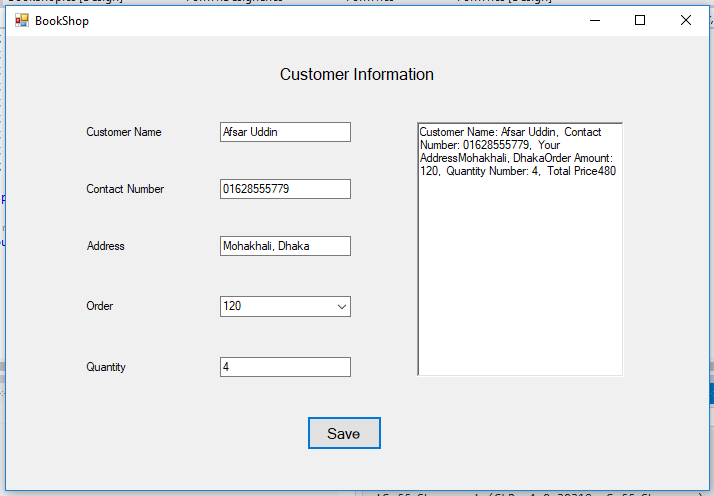 BookShop
Customer Information
Customer Name
Afsar Uddin
Contact Number
01628555779
Address
Mohakhali, Dhaka
Order
120
Quantity
4
Customer Name: Afsar Uddin,  Contact
Number: 01628555779,  Your
AddressMohakhali, DhakaOrder Amount:
120,  Quantity Number: 4,  Total Price480
Save